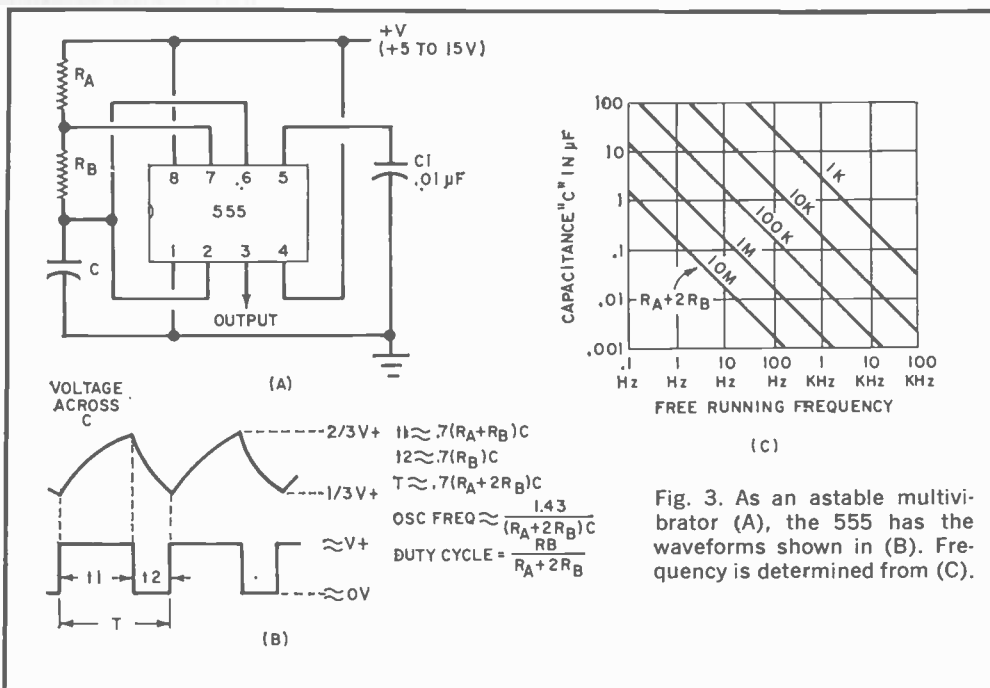 +V
(+5 TO 15V)
RA
RB
C
8 7 6 5
555
1 2 3 4
OUTPUT
C1
.01µF
(A)
VOLTAGE
ACROSS
C
2/3V+
1/3V+
≈V+
≈0V
t1 t2
T
(B)
t1≈.7(RA+RB)C
t2≈.7(RB)C
T≈.7(RA+2RB)C
OSC FREQ≈ 1.43
(RA+2RB)C
DUTY CYCLE= RB
RA+2RB
CAPACITANCE "C" IN µF
100
10
1
.1
.01
.001
1K
10K
100K
1M
10M
RA+2RB
.1 1 10 100 1 10 100
Hz Hz Hz Hz KHz KHz KHz
FREE RUNNING FREQUENCY
(C)
Fig. 3. As an astable multivi-
brator (A), the 555 has the
waveforms shown in (B). Fre-
quency is determined from (C).